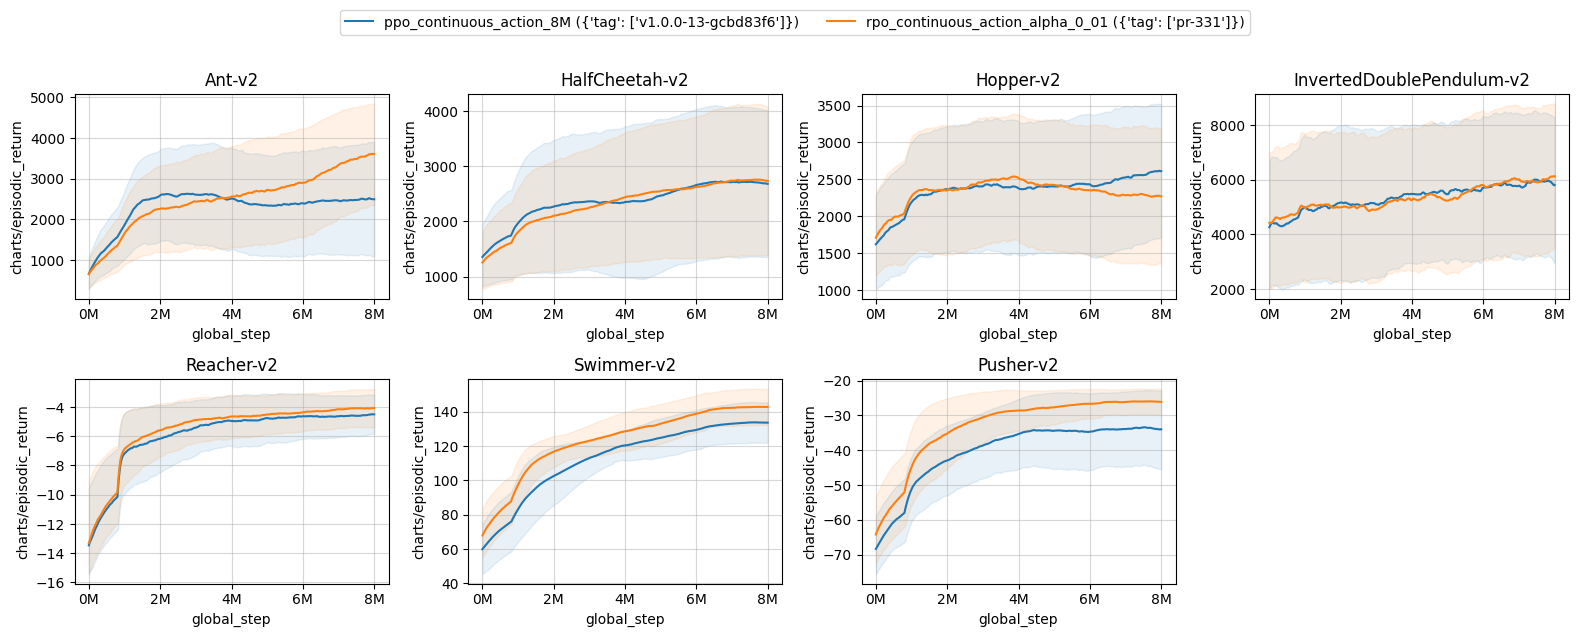 ppo_continuous_action_8M ({'tag': ['v1.0.0-13-gcbd83f6']}) rpo_continuous_action_alpha_0_01 ({'tag': ['pr-331']})
Ant-v2
5000
4000
3000
2000
1000
charts/episodic_return
0M 2M 4M 6M 8M
global_step
HalfCheetah-v2
4000
3000
2000
1000
charts/episodic_return
0M 2M 4M 6M 8M
global_step
Hopper-v2
3500
3000
2500
2000
1500
1000
charts/episodic_return
0M 2M 4M 6M 8M
global_step
InvertedDoublePendulum-v2
8000
6000
4000
2000
charts/episodic_return
0M 2M 4M 6M 8M
global_step
Reacher-v2
−4
−6
−8
−10
−12
−14
−16
charts/episodic_return
0M 2M 4M 6M 8M
global_step
Swimmer-v2
140
120
100
80
60
40
charts/episodic_return
0M 2M 4M 6M 8M
global_step
Pusher-v2
−20
−30
−40
−50
−60
−70
charts/episodic_return
0M 2M 4M 6M 8M
global_step